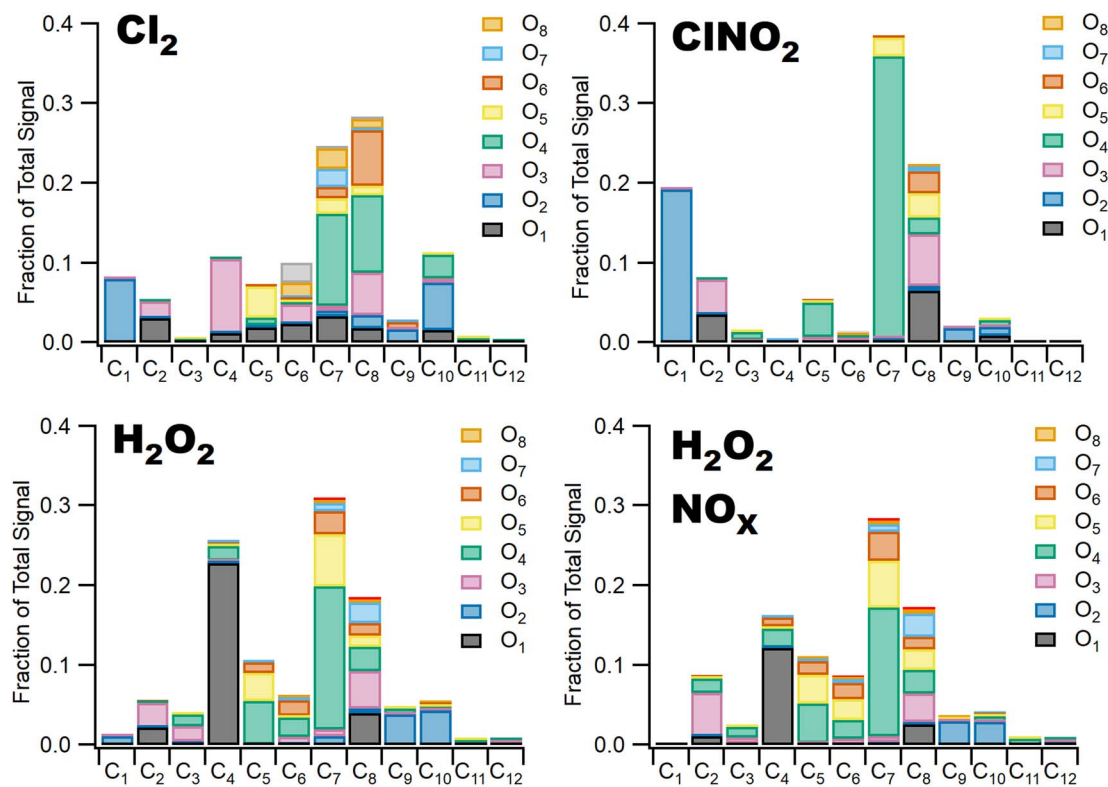 Cl₂
Fraction of Total Signal
0.4
0.3
0.2
0.1
0.0
O₈
O₇
O₆
O₅
O₄
O₃
O₂
O₁
C₁ C₂ C₃ C₄ C₅ C₆ C₇ C₈ C₉ C₁₀ C₁₁ C₁₂
ClNO₂
Fraction of Total Signal
0.4
0.3
0.2
0.1
0.0
O₈
O₇
O₆
O₅
O₄
O₃
O₂
O₁
C₁ C₂ C₃ C₄ C₅ C₆ C₇ C₈ C₉ C₁₀ C₁₁ C₁₂
H₂O₂
Fraction of Total Signal
0.4
0.3
0.2
0.1
0.0
O₈
O₇
O₆
O₅
O₄
O₃
O₂
O₁
C₁ C₂ C₃ C₄ C₅ C₆ C₇ C₈ C₉ C₁₀ C₁₁ C₁₂
H₂O₂
NOₓ
Fraction of Total Signal
0.4
0.3
0.2
0.1
0.0
O₈
O₇
O₆
O₅
O₄
O₃
O₂
O₁
C₁ C₂ C₃ C₄ C₅ C₆ C₇ C₈ C₉ C₁₀ C₁₁ C₁₂